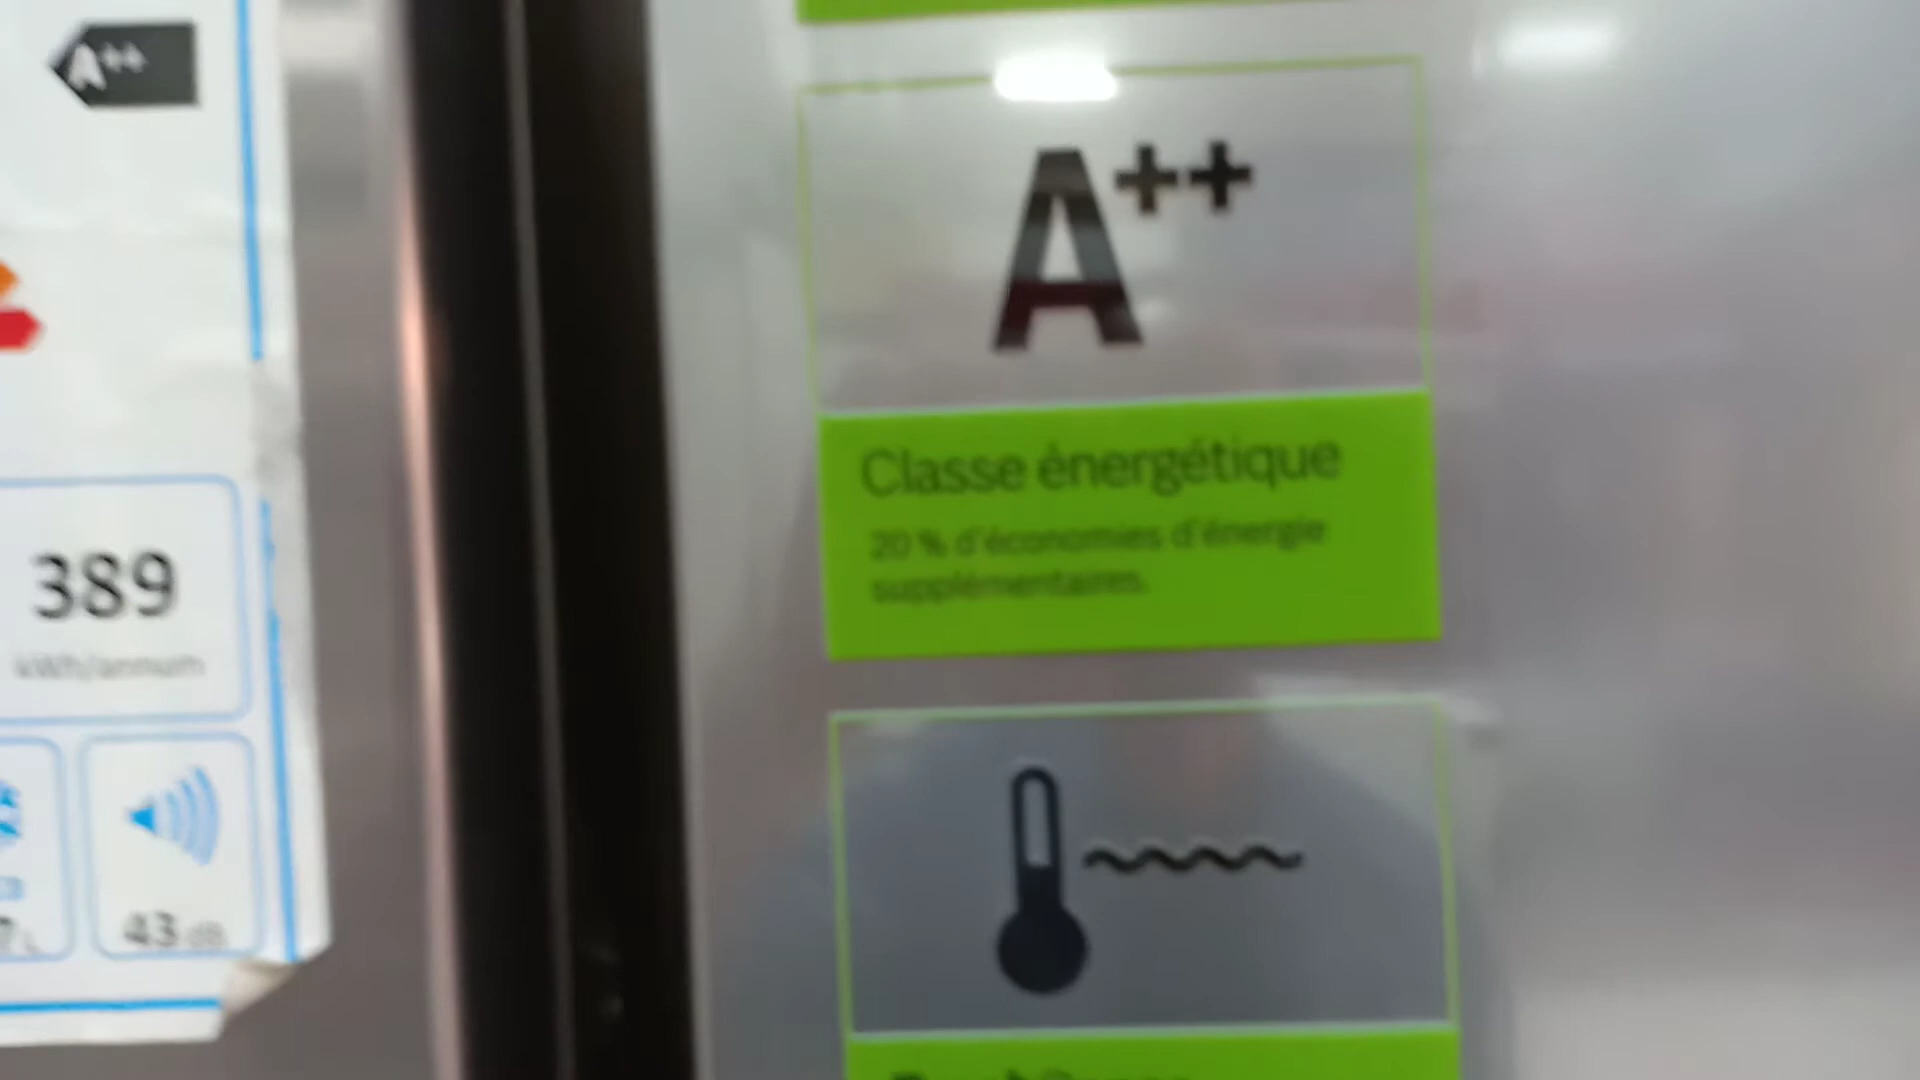 A++
389
kWh/annum
43 dB
A++
Classe énergétique
20 % d'économies d'énergie
supplémentaires.